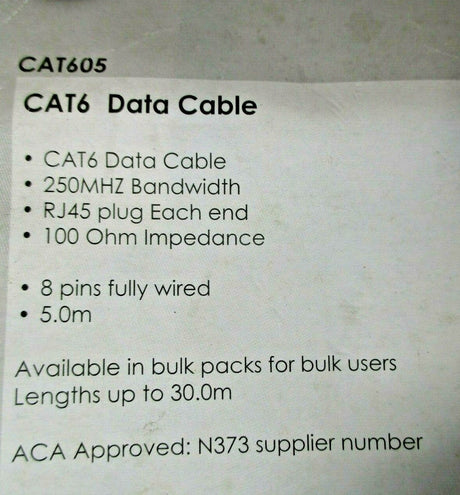 CAT605
CAT6 Data Cable
• CAT6 Data Cable
• 250MHZ Bandwidth
• RJ45 plug Each end
• 100 Ohm Impedance
• 8 pins fully wired
• 5.0m
Available in bulk packs for bulk users
Lengths up to 30.0m
ACA Approved: N373 supplier number